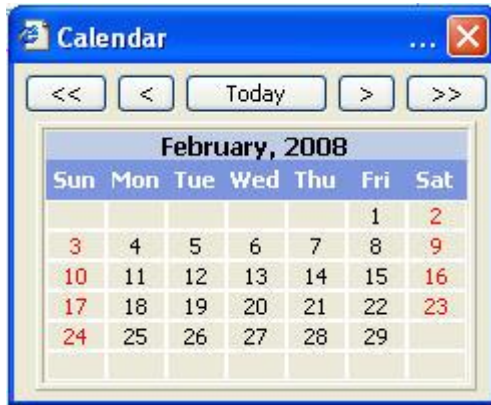 Calendar ...
<< < Today > >>
February, 2008
Sun Mon Tue Wed Thu Fri Sat
1 2
3 4 5 6 7 8 9
10 11 12 13 14 15 16
17 18 19 20 21 22 23
24 25 26 27 28 29